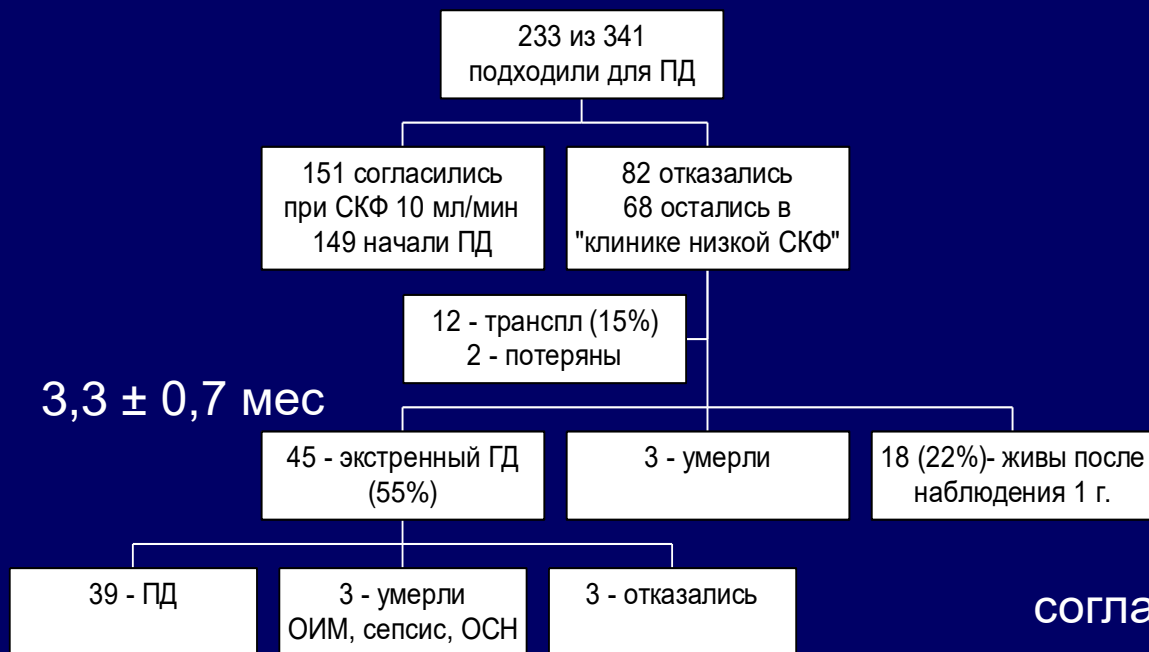 233 из 341
подходили для ПД
151 согласились
при СКФ 10 мл/мин
149 начали ПД
82 отказались
68 остались в
"клинике низкой СКФ"
12 - транспл (15%)
2 - потеряны
3,3 ± 0,7 мес
45 - экстренный ГД
(55%)
3 - умерли
18 (22%)- живы после
наблюдения 1 г.
39 - ПД
3 - умерли
ОИМ, сепсис, ОСН
3 - отказались